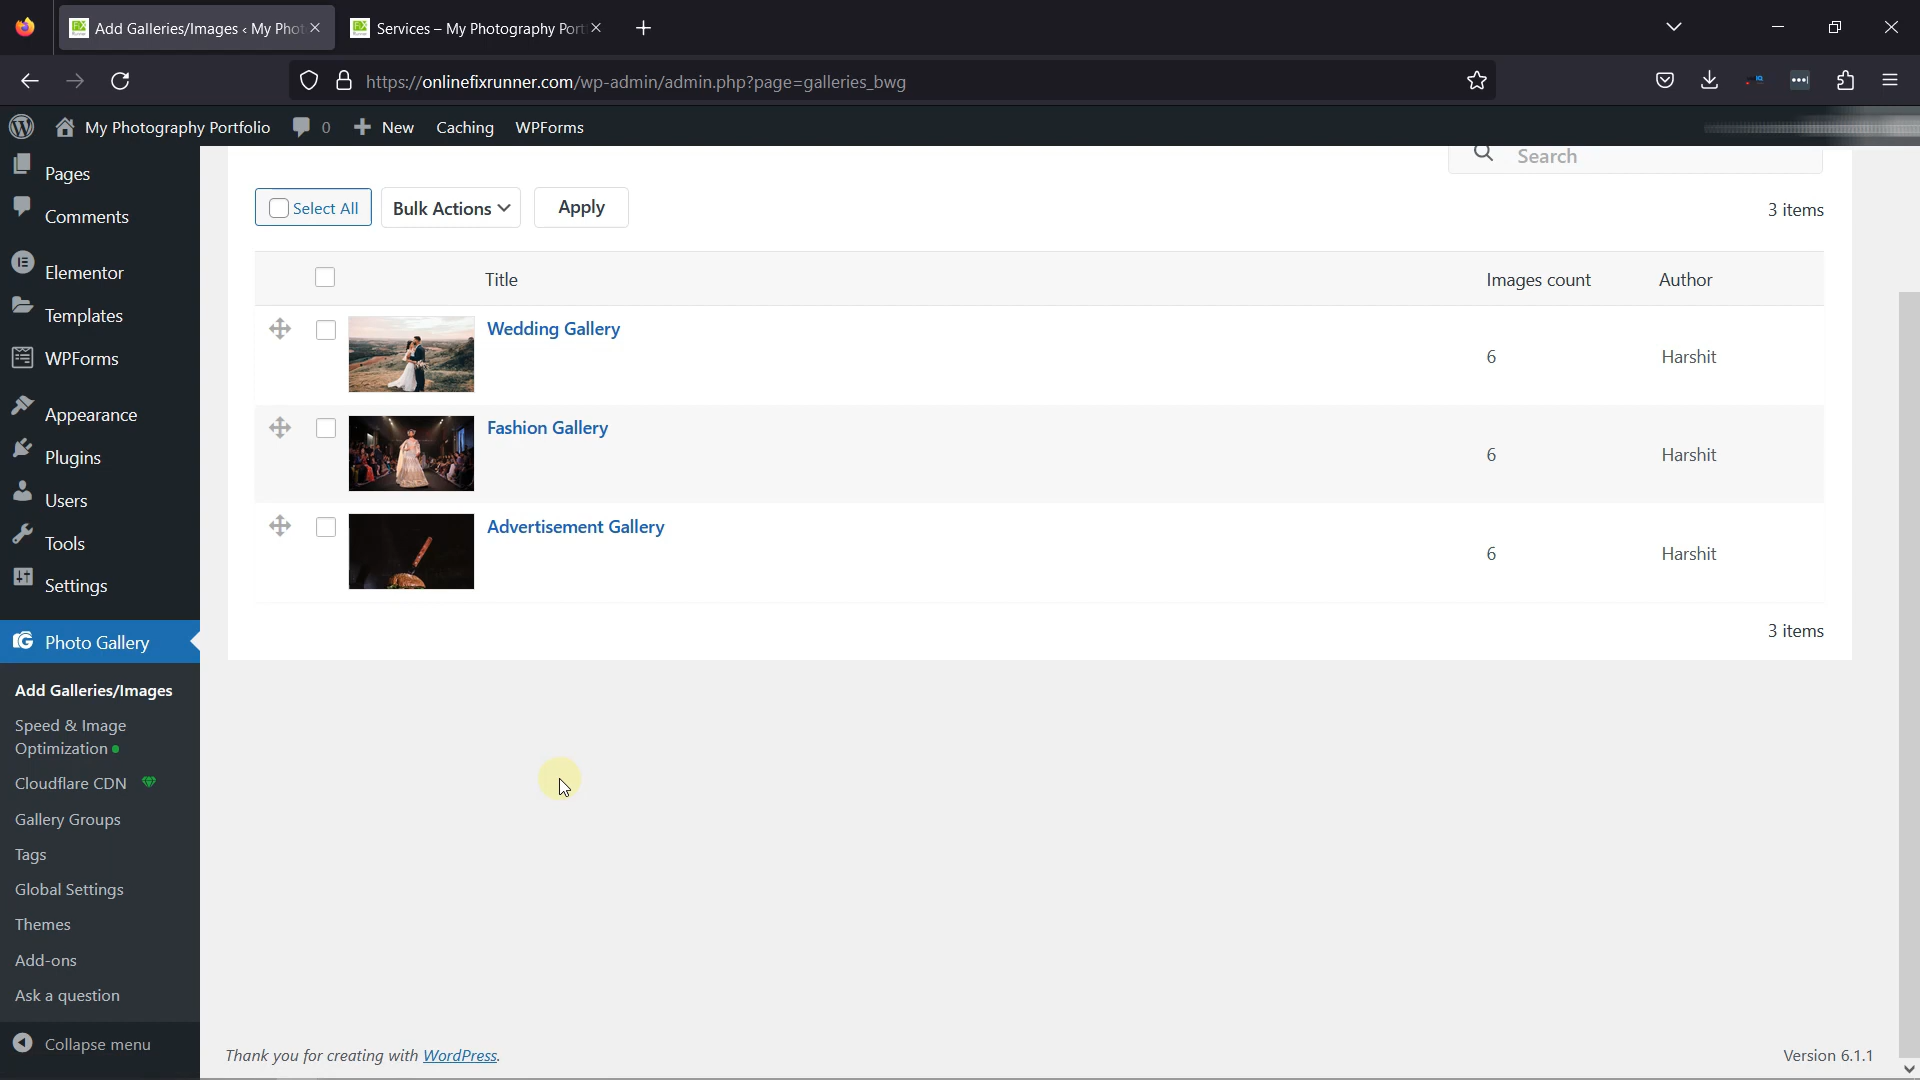 Add Galleries/Images ‹ My Phot
Services – My Photography Port
https://onlinefixrunner.com/wp-admin/admin.php?page=galleries_bwg
My Photography Portfolio
0
New
Caching
WPForms
Pages
Comments
Elementor
Templates
WPForms
Appearance
Plugins
Users
Tools
Settings
Photo Gallery
Add Galleries/Images
Speed & Image
Optimization
Cloudflare CDN
Gallery Groups
Tags
Global Settings
Themes
Add-ons
Ask a question
Collapse menu
Search
Select All
Bulk Actions
Apply
3 items
Title
Images count
Author
Wedding Gallery
6
Harshit
Fashion Gallery
6
Harshit
Advertisement Gallery
6
Harshit
3 items
Thank you for creating with WordPress.
Version 6.1.1